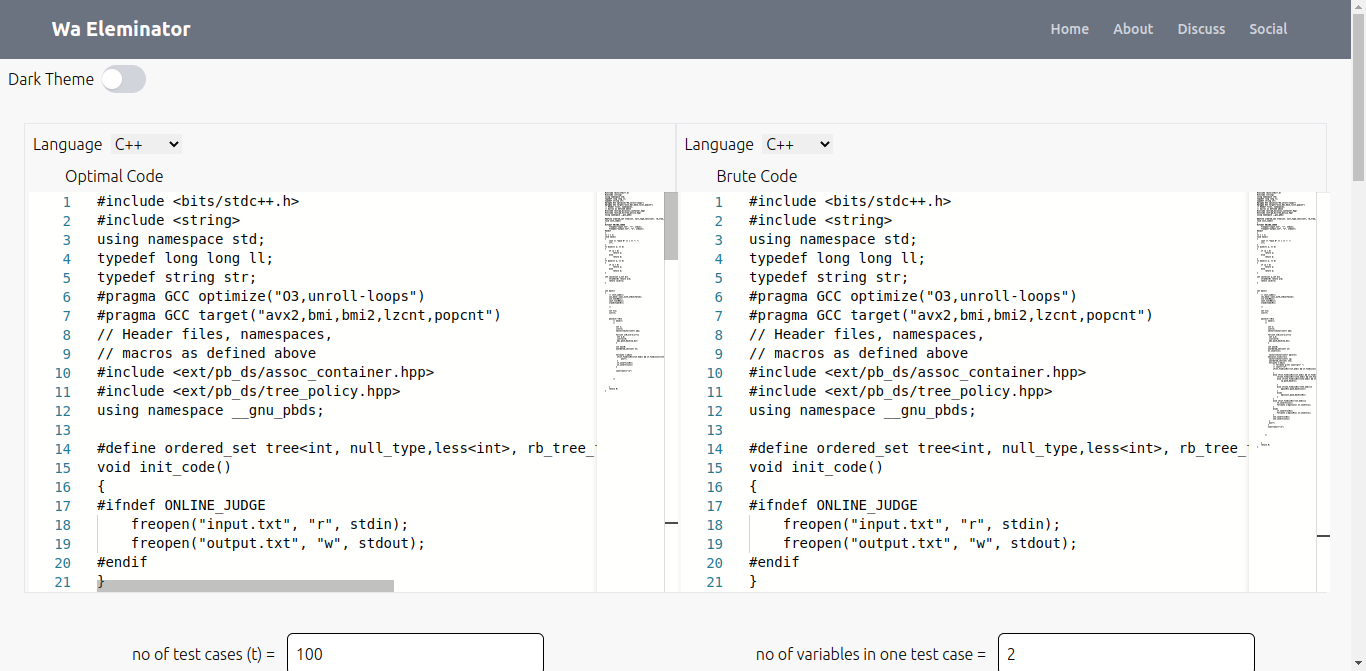 Wa Eleminator
Home About Discuss Social
Dark Theme
Language C++
Optimal Code
1 #include <bits/stdc++.h>
2 #include <string>
3 using namespace std;
4 typedef long long ll;
5 typedef string str;
6 #pragma GCC optimize("O3,unroll-loops")
7 #pragma GCC target("avx2,bmi,bmi2,lzcnt,popcnt")
8 // Header files, namespaces,
9 // macros as defined above
10 #include <ext/pb_ds/assoc_container.hpp>
11 #include <ext/pb_ds/tree_policy.hpp>
12 using namespace __gnu_pbds;
13
14 #define ordered_set tree<int, null_type,less<int>, rb_tree_
15 void init_code()
16 {
17 #ifndef ONLINE_JUDGE
18     freopen("input.txt", "r", stdin);
19     freopen("output.txt", "w", stdout);
20 #endif
21 }
Language C++
Brute Code
1 #include <bits/stdc++.h>
2 #include <string>
3 using namespace std;
4 typedef long long ll;
5 typedef string str;
6 #pragma GCC optimize("O3,unroll-loops")
7 #pragma GCC target("avx2,bmi,bmi2,lzcnt,popcnt")
8 // Header files, namespaces,
9 // macros as defined above
10 #include <ext/pb_ds/assoc_container.hpp>
11 #include <ext/pb_ds/tree_policy.hpp>
12 using namespace __gnu_pbds;
13
14 #define ordered_set tree<int, null_type,less<int>, rb_tree_
15 void init_code()
16 {
17 #ifndef ONLINE_JUDGE
18     freopen("input.txt", "r", stdin);
19     freopen("output.txt", "w", stdout);
20 #endif
21 }
no of test cases (t) = 100
no of variables in one test case = 2